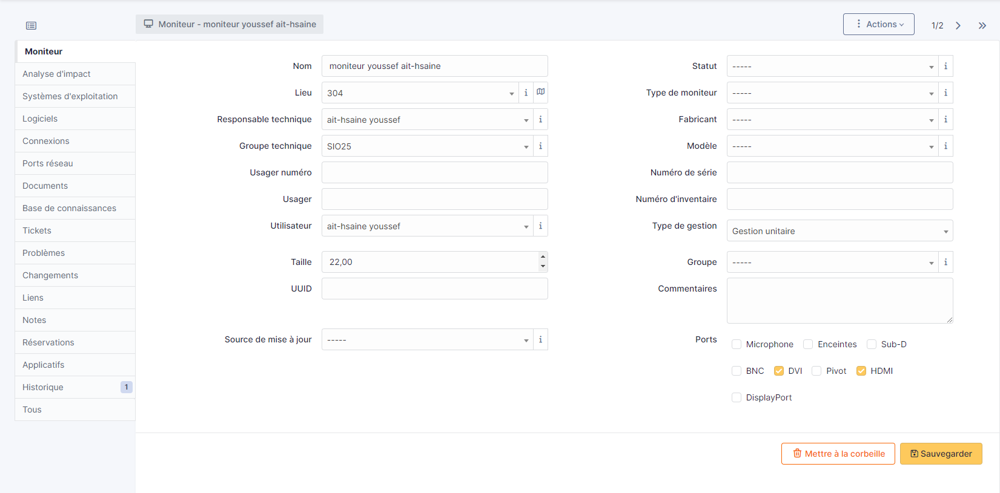 Moniteur - moniteur youssef ait-hsaine
Actions
1/2
Moniteur
Analyse d'impact
Systèmes d'exploitation
Logiciels
Connexions
Ports réseau
Documents
Base de connaissances
Tickets
Problèmes
Changements
Liens
Notes
Réservations
Applicatifs
Historique 1
Tous
Nom moniteur youssef ait-hsaine
Lieu 304
Responsable technique ait-hsaine youssef
Groupe technique SIO25
Usager numéro
Usager
Utilisateur ait-hsaine youssef
Taille 22,00
UUID
Source de mise à jour -----
Statut -----
Type de moniteur -----
Fabricant -----
Modèle -----
Numéro de série
Numéro d'inventaire
Type de gestion Gestion unitaire
Groupe -----
Commentaires
Ports Microphone Enceintes Sub-D
BNC DVI Pivot HDMI
DisplayPort
Mettre à la corbeille Sauvegarder